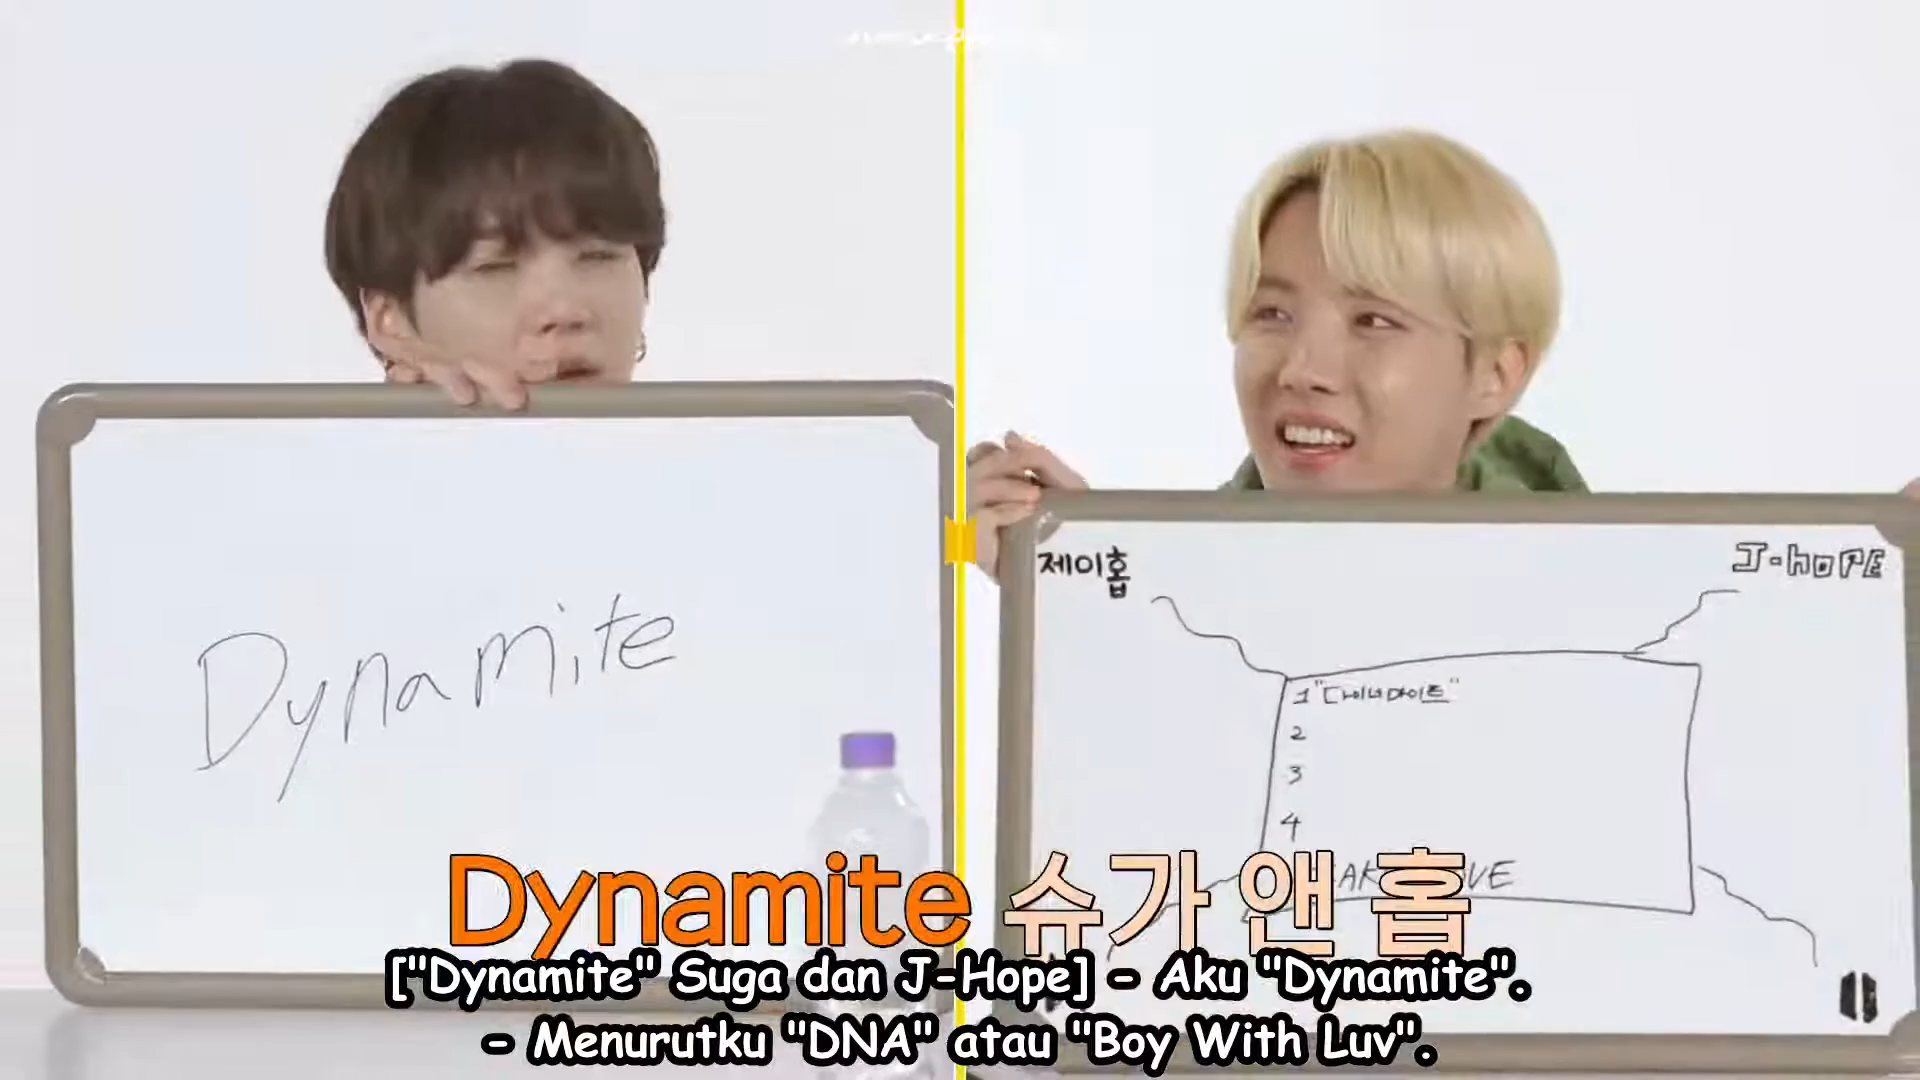 Dynamite
제이홉
J-hoPE
1 "다이너마이트"
2
3
4
Dynamite 슈가 앤 홉
["Dynamite" Suga dan J-Hope] - Aku "Dynamite".
- Menurutku "DNA" atau "Boy With Luv".